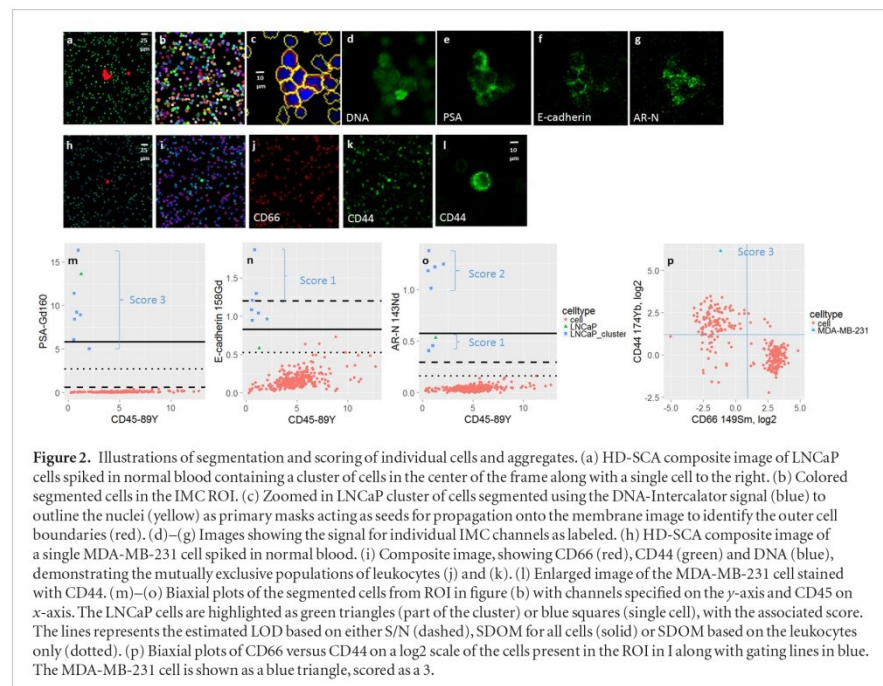 a
25
µm
b
c
10
µm
d
DNA
e
PSA
f
E-cadherin
g
AR-N
h
25
µm
i
j
CD66
k
CD44
l
10
µm
CD44
m
PSA-Gd160
15
10
5
0
Score 3
0
5
10
CD45-89Y
n
E-cadherin 158Gd
1.5
1.0
0.5
0.0
Score 1
0
5
10
CD45-89Y
o
AR-N 143Nd
1.0
0.5
0.0
Score 2
Score 1
0
5
10
CD45-89Y
celltype
cell
LNCaP
LNCaP_cluster
p
CD44 174Yb, log2
5.0
2.5
0.0
-2.5
Score 3
-5.0
-2.5
0.0
2.5
5.0
CD66 149Sm, log2
celltype
cell
MDA-MB-231
Figure 2. Illustrations of segmentation and scoring of individual cells and aggregates. (a) HD-SCA composite image of LNCaP
cells spiked in normal blood containing a cluster of cells in the center of the frame along with a single cell to the right. (b) Colored
segmented cells in the IMC ROI. (c) Zoomed in LNCaP cluster of cells segmented using the DNA-Intercalator signal (blue) to
outline the nuclei (yellow) as primary masks acting as seeds for propagation onto the membrane image to identify the outer cell
boundaries (red). (d)–(g) Images showing the signal for individual IMC channels as labeled. (h) HD-SCA composite image of
a single MDA-MB-231 cell spiked in normal blood. (i) Composite image, showing CD66 (red), CD44 (green) and DNA (blue),
demonstrating the mutually exclusive populations of leukocytes (j) and (k). (l) Enlarged image of the MDA-MB-231 cell stained
with CD44. (m)–(o) Biaxial plots of the segmented cells from ROI in figure (b) with channels specified on the y-axis and CD45 on
x-axis. The LNCaP cells are highlighted as green triangles (part of the cluster) or blue squares (single cell), with the associated score.
The lines represents the estimated LOD based on either S/N (dashed), SDOM for all cells (solid) or SDOM based on the leukocytes
only (dotted). (p) Biaxial plots of CD66 versus CD44 on a log2 scale of the cells present in the ROI in I along with gating lines in blue.
The MDA-MB-231 cell is shown as a blue triangle, scored as a 3.